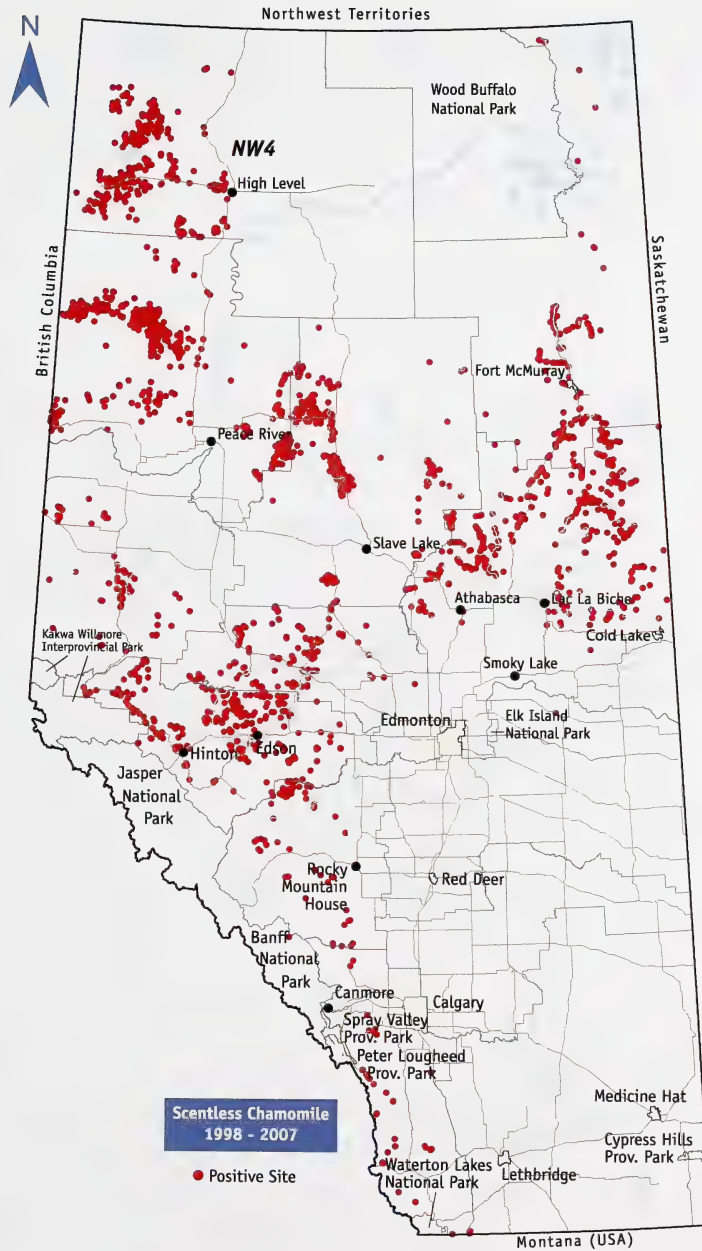 Northwest Territories
N
Wood Buffalo
National Park
NW4
High Level
British Columbia
Saskatchewan
Fort McMurray
Peace River
Slave Lake
Athabasca
Lac La Biche
Cold Lake
Kakwa Willmore
Interprovincial Park
Smoky Lake
Edmonton
Elk Island
National Park
Hinton
Edson
Jasper
National
Park
Rocky
Mountain
House
Red Deer
Banff
National
Park
Canmore
Calgary
Spray Valley
Prov. Park
Peter Lougheed
Prov. Park
Scentless Chamomile
1998 - 2007
Positive Site
Medicine Hat
Cypress Hills
Prov. Park
Waterton Lakes
National Park
Lethbridge
Montana (USA)